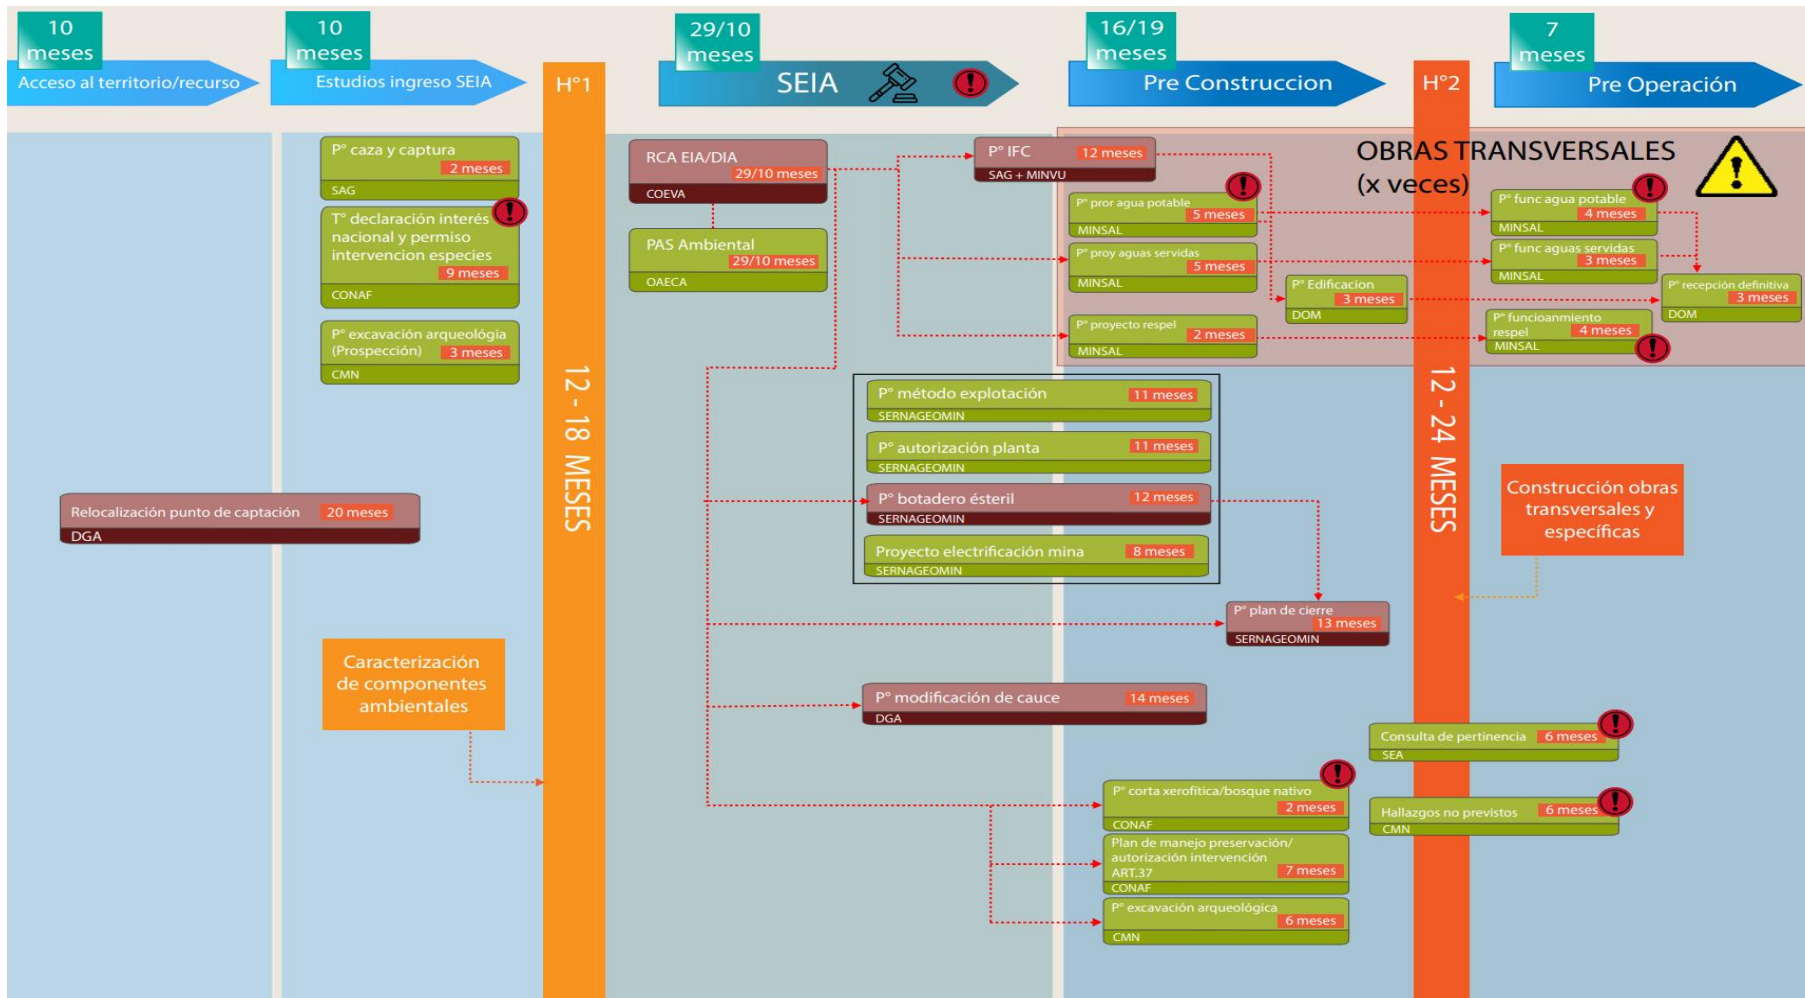 10
meses
Acceso al territorio/recurso
10
meses
Estudios ingreso SEIA
H°1
29/10
meses
SEIA
16/19
meses
Pre Construccion
H°2
7
meses
Pre Operación
P° caza y captura
2 meses
SAG
T° declaración interés
nacional y permiso
intervencion especies
9 meses
CONAF
P° excavación arqueológia
(Prospección)
3 meses
CMN
Relocalización punto de captación
20 meses
DGA
Caracterización
de componentes
ambientales
12 - 18 MESES
RCA EIA/DIA
29/10 meses
COEVA
PAS Ambiental
29/10 meses
OAECA
P° IFC
12 meses
SAG + MINVU
OBRAS TRANSVERSALES
(x veces)
P° pror agua potable
5 meses
MINSAL
P° proy aguas servidas
5 meses
MINSAL
P° Edificacion
3 meses
DOM
P° proyecto respel
2 meses
MINSAL
P° func agua potable
4 meses
MINSAL
P° func aguas servidas
3 meses
MINSAL
P° recepción definitiva
3 meses
DOM
P° funcioanmiento
respel
4 meses
MINSAL
P° método explotación
11 meses
SERNAGEOMIN
P° autorización planta
11 meses
SERNAGEOMIN
P° botadero ésteril
12 meses
SERNAGEOMIN
Proyecto electrificación mina
8 meses
SERNAGEOMIN
P° plan de cierre
13 meses
SERNAGEOMIN
P° modificación de cauce
14 meses
DGA
P° corta xerofítica/bosque nativo
2 meses
CONAF
Plan de manejo preservación/
autorización intervención
ART.37
7 meses
CONAF
P° excavación arqueológica
6 meses
CMN
12 - 24 MESES
Construcción obras
transversales y
específicas
Consulta de pertinencia
6 meses
SEA
Hallazgos no previstos
6 meses
CMN